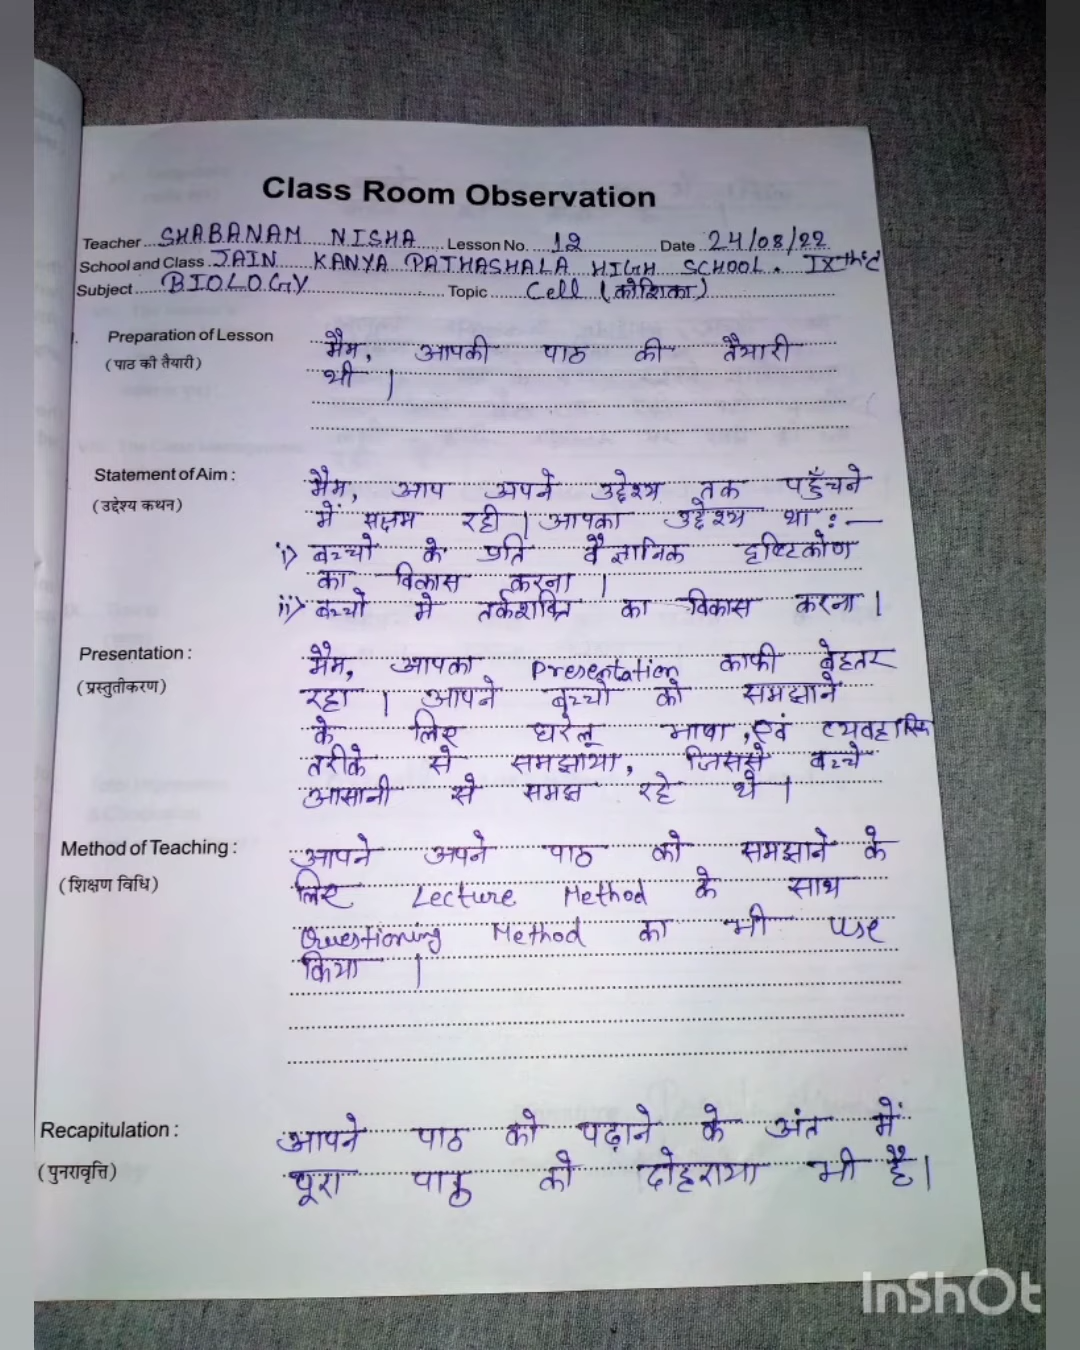 Class Room Observation
Teacher SHABANAM NISHA Lesson No. 12 Date 24/08/22
School and Class JAIN KANYA PATHASHALA HIGH SCHOOL. IXth 'c'
Subject BIOLOGY Topic Cell (कोशिका)
Preparation of Lesson मैम, आपकी पाठ की तैयारी
(पाठ की तैयारी) थी |
Statement of Aim : मैम, आप अपने उद्देश्य तक पहुँचने
(उद्देश्य कथन) में सक्षम रही | आपका उद्देश्य था :—
i) बच्चो के प्रति वैज्ञानिक दृष्टिकोण
का विकास करना |
ii) बच्चो मे तर्कशक्ति का विकास करना |
Presentation : मैम, आपका Presentation काफी बेहतर
(प्रस्तुतीकरण) रहा | आपने बच्चो को समझाने
के लिए घरेलू भाषा, एवं व्यवहारिक
तरीके से समझाया, जिससे बच्चे
आसानी से समझ रहे थे |
Method of Teaching : आपने अपने पाठ को समझाने के
(शिक्षण विधि) लिए Lecture Method के साथ
Questioning Method का भी use
किया |
Recapitulation : आपने पाठ को पढ़ाने के अंत में
(पुनरावृत्ति) पूरा पाठ को दोहराया भी है |
InShOt